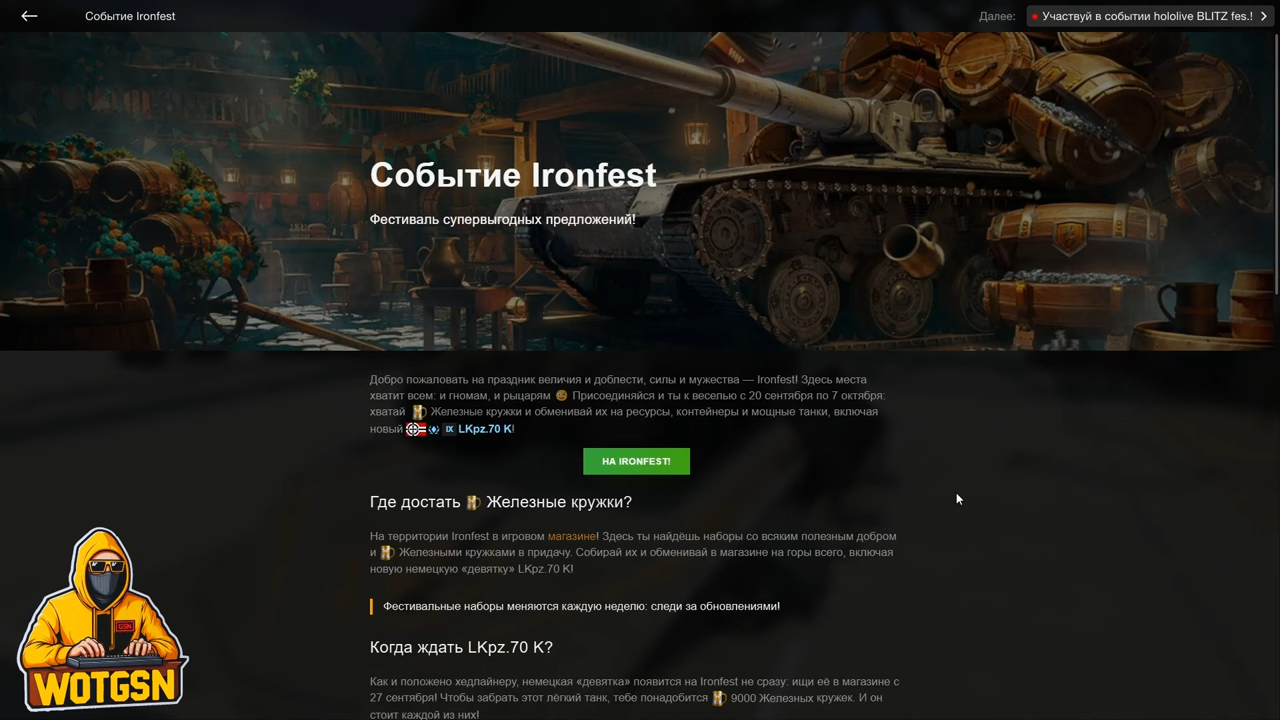 Событие Ironfest
Далее: Участвуй в событии hololive BLITZ fes.!
Событие Ironfest
Фестиваль супервыгодных предложений!
Добро пожаловать на праздник величия и доблести, силы и мужества — Ironfest! Здесь места
хватит всем: и гномам, и рыцарям Присоединяйся и ты к веселью с 20 сентября по 7 октября:
хватай Железные кружки и обменивай их на ресурсы, контейнеры и мощные танки, включая
новый IX LKpz.70 K!
НА IRONFEST!
Где достать Железные кружки?
На территории Ironfest в игровом магазине! Здесь ты найдёшь наборы со всяким полезным добром
и Железными кружками в придачу. Собирай их и обменивай в магазине на горы всего, включая
новую немецкую «девятку» LKpz.70 K!
Фестивальные наборы меняются каждую неделю: следи за обновлениями!
Когда ждать LKpz.70 K?
Как и положено хедлайнеру, немецкая «девятка» появится на Ironfest не сразу: ищи её в магазине с
27 сентября! Чтобы забрать этот лёгкий танк, тебе понадобится 9000 Железных кружек. И он
стоит каждой из них!
GSN
WOTGSN